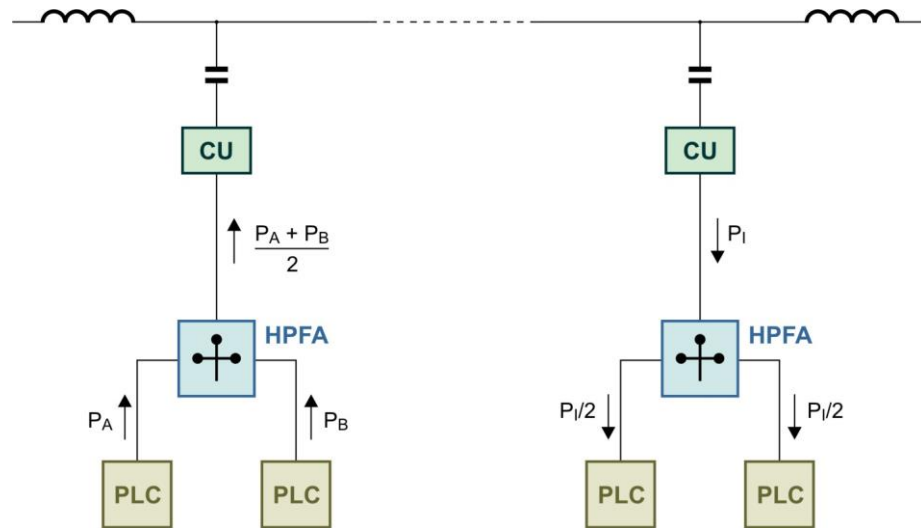 CU
CU
P_A + P_B
2
P_I
HPFA
HPFA
P_A
P_B
P_I/2
P_I/2
PLC
PLC
PLC
PLC